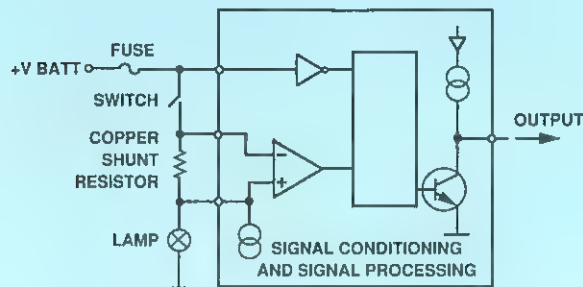 FUSE
+V BATT
SWITCH
COPPER
SHUNT
RESISTOR
LAMP
−
+
OUTPUT
SIGNAL CONDITIONING
AND SIGNAL PROCESSING